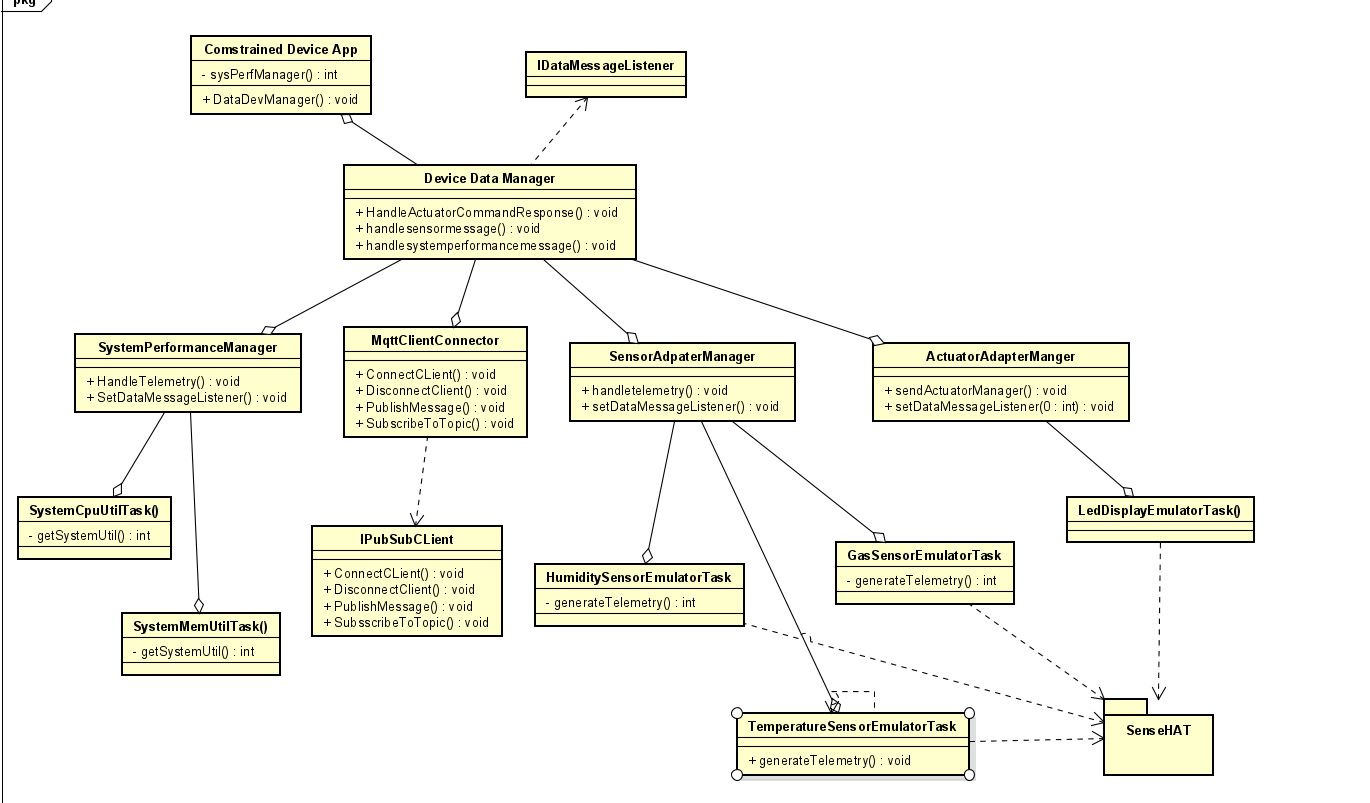 pkg
Comstrained Device App
- sysPerfManager() : int
+ DataDevManager() : void
IDataMessageListener
Device Data Manager
+ HandleActuatorCommandResponse() : void
+ handlesensormessage() : void
+ handlesystemperformancemessage() : void
SystemPerformanceManager
+ HandleTelemetry() : void
+ SetDataMessageListener() : void
MqttClientConnector
+ ConnectCLient() : void
+ DisconnectClient() : void
+ PublishMessage() : void
+ SubscribeToTopic() : void
SensorAdpaterManager
+ handletelemetry() : void
+ setDataMessageListener() : void
ActuatorAdapterManger
+ sendActuatorManager() : void
+ setDataMessageListener(0 : int) : void
SystemCpuUtilTask()
- getSystemUtil() : int
SystemMemUtilTask()
- getSystemUtil() : int
IPubSubCLient
+ ConnectCLient() : void
+ DisconnectClient() : void
+ PublishMessage() : void
+ SubsscribeToTopic() : void
HumiditySensorEmulatorTask
- generateTelemetry() : int
GasSensorEmulatorTask
- generateTelemetry() : int
LedDisplayEmulatorTask()
TemperatureSensorEmulatorTask
+ generateTelemetry() : void
SenseHAT